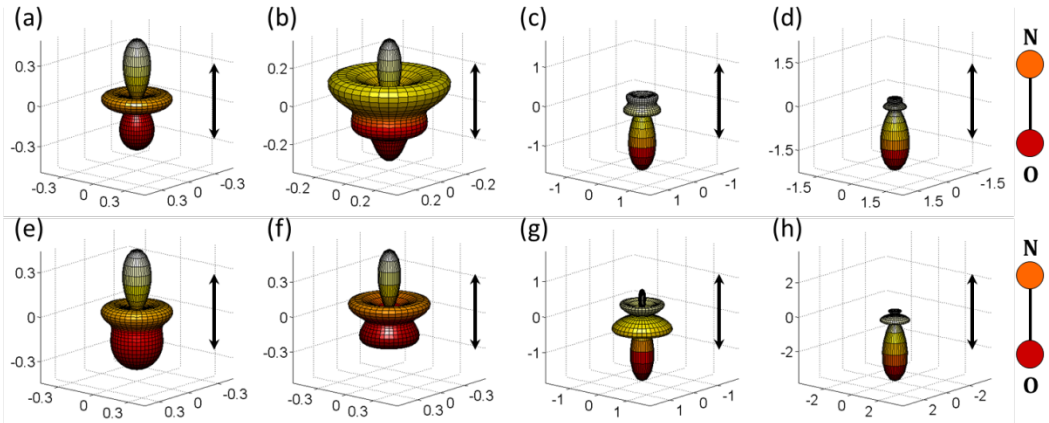 (a) (b) (c) (d)
N
0.3 0.2 1 1.5
0 0 0 0
-0.3 -0.2 -1 -1.5
-0.3 0 0.3 0.3 0 -0.3 -0.2 0 0.2 0.2 0 -0.2 -1 0 1 1 0 -1 -1.5 0 1.5 1.5 0 -1.5
O
(e) (f) (g) (h)
N
0.3 0.3 1 2
0 0 0 0
-0.3 -0.3 -1 -2
-0.3 0 0.3 0.3 0 -0.3 -0.3 0 0.3 0.3 0 -0.3 -1 0 1 1 0 -1 -2 0 2 2 0 -2
O